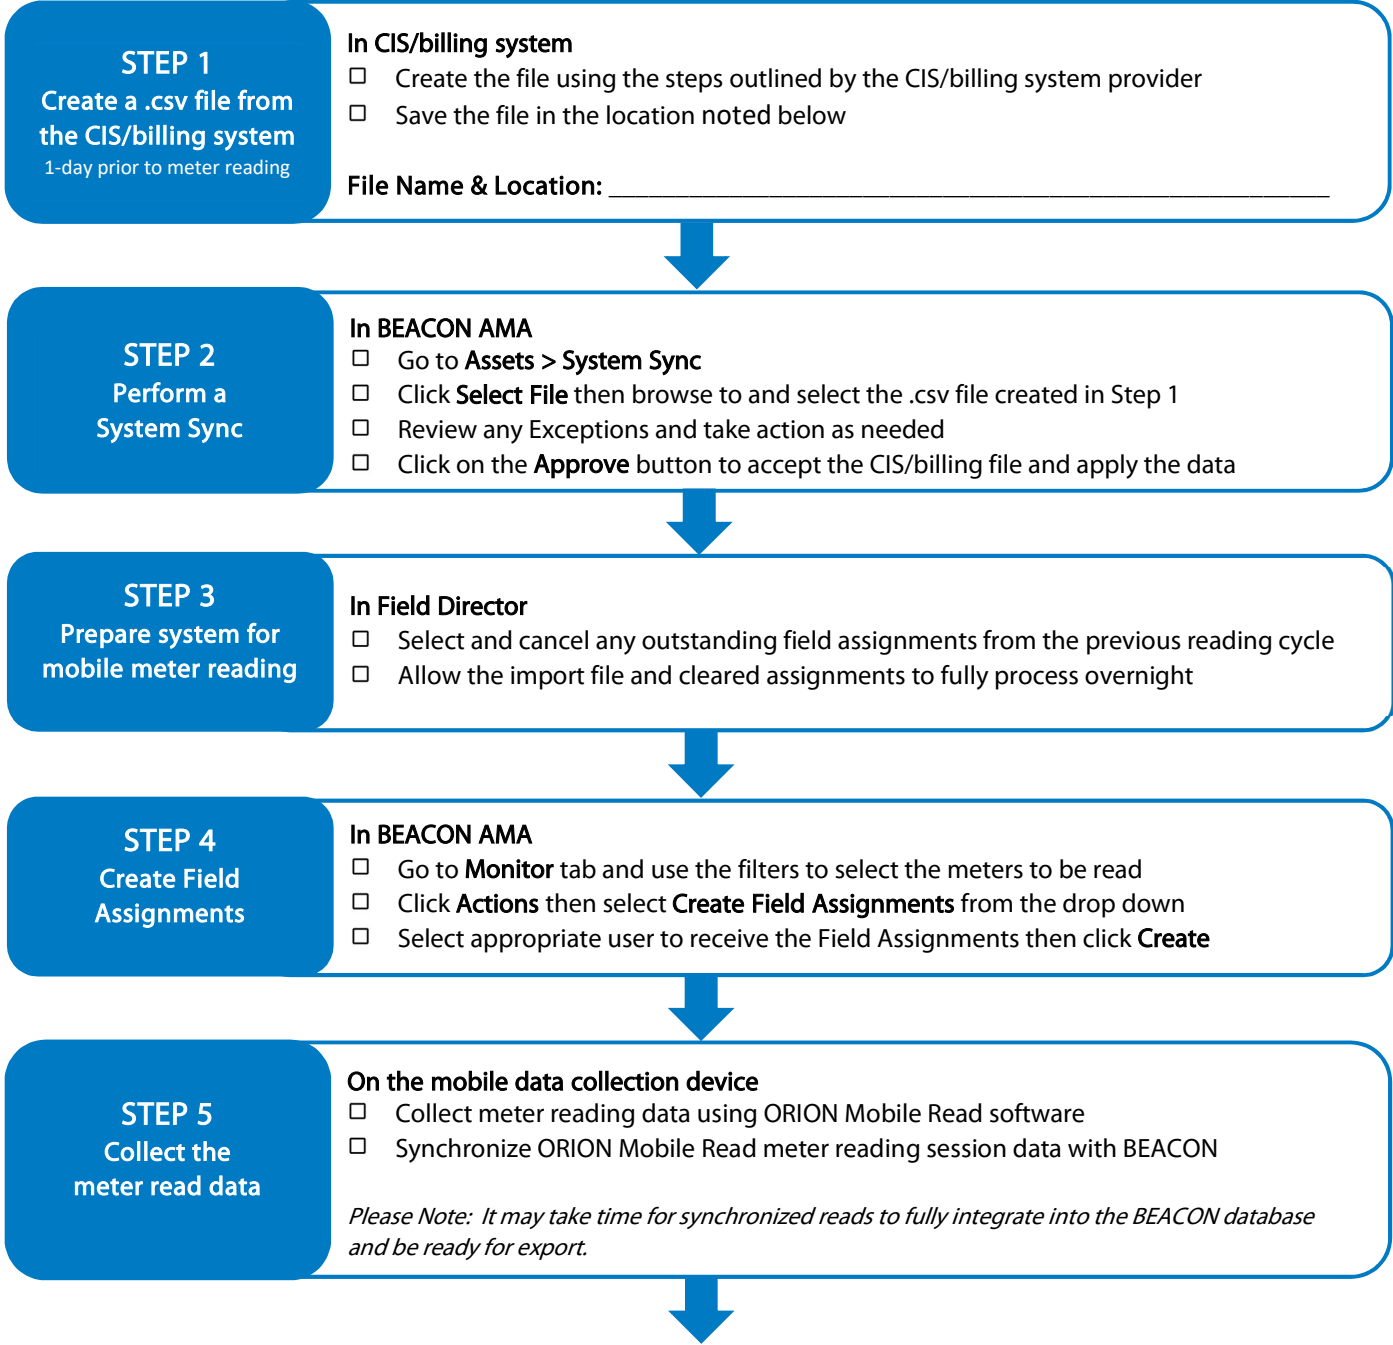 STEP 1
Create a .csv file from
the CIS/billing system
1-day prior to meter reading
In CIS/billing system
☐ Create the file using the steps outlined by the CIS/billing system provider
☐ Save the file in the location noted below
File Name & Location: ______________________________________________________
STEP 2
Perform a
System Sync
In BEACON AMA
☐ Go to Assets > System Sync
☐ Click Select File then browse to and select the .csv file created in Step 1
☐ Review any Exceptions and take action as needed
☐ Click on the Approve button to accept the CIS/billing file and apply the data
STEP 3
Prepare system for
mobile meter reading
In Field Director
☐ Select and cancel any outstanding field assignments from the previous reading cycle
☐ Allow the import file and cleared assignments to fully process overnight
STEP 4
Create Field
Assignments
In BEACON AMA
☐ Go to Monitor tab and use the filters to select the meters to be read
☐ Click Actions then select Create Field Assignments from the drop down
☐ Select appropriate user to receive the Field Assignments then click Create
STEP 5
Collect the
meter read data
On the mobile data collection device
☐ Collect meter reading data using ORION Mobile Read software
☐ Synchronize ORION Mobile Read meter reading session data with BEACON
Please Note: It may take time for synchronized reads to fully integrate into the BEACON database
and be ready for export.